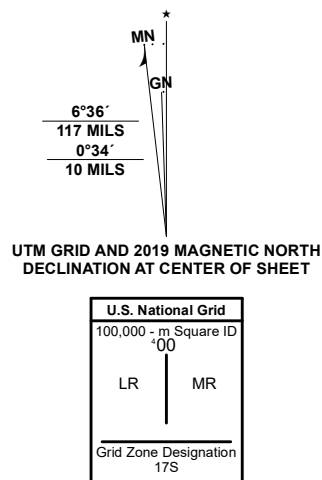 MN
GN
6°36´
117 MILS
0°34´
10 MILS
UTM GRID AND 2019 MAGNETIC NORTH
DECLINATION AT CENTER OF SHEET
U.S. National Grid
100,000 - m Square ID
⁴00
LR MR
Grid Zone Designation
17S